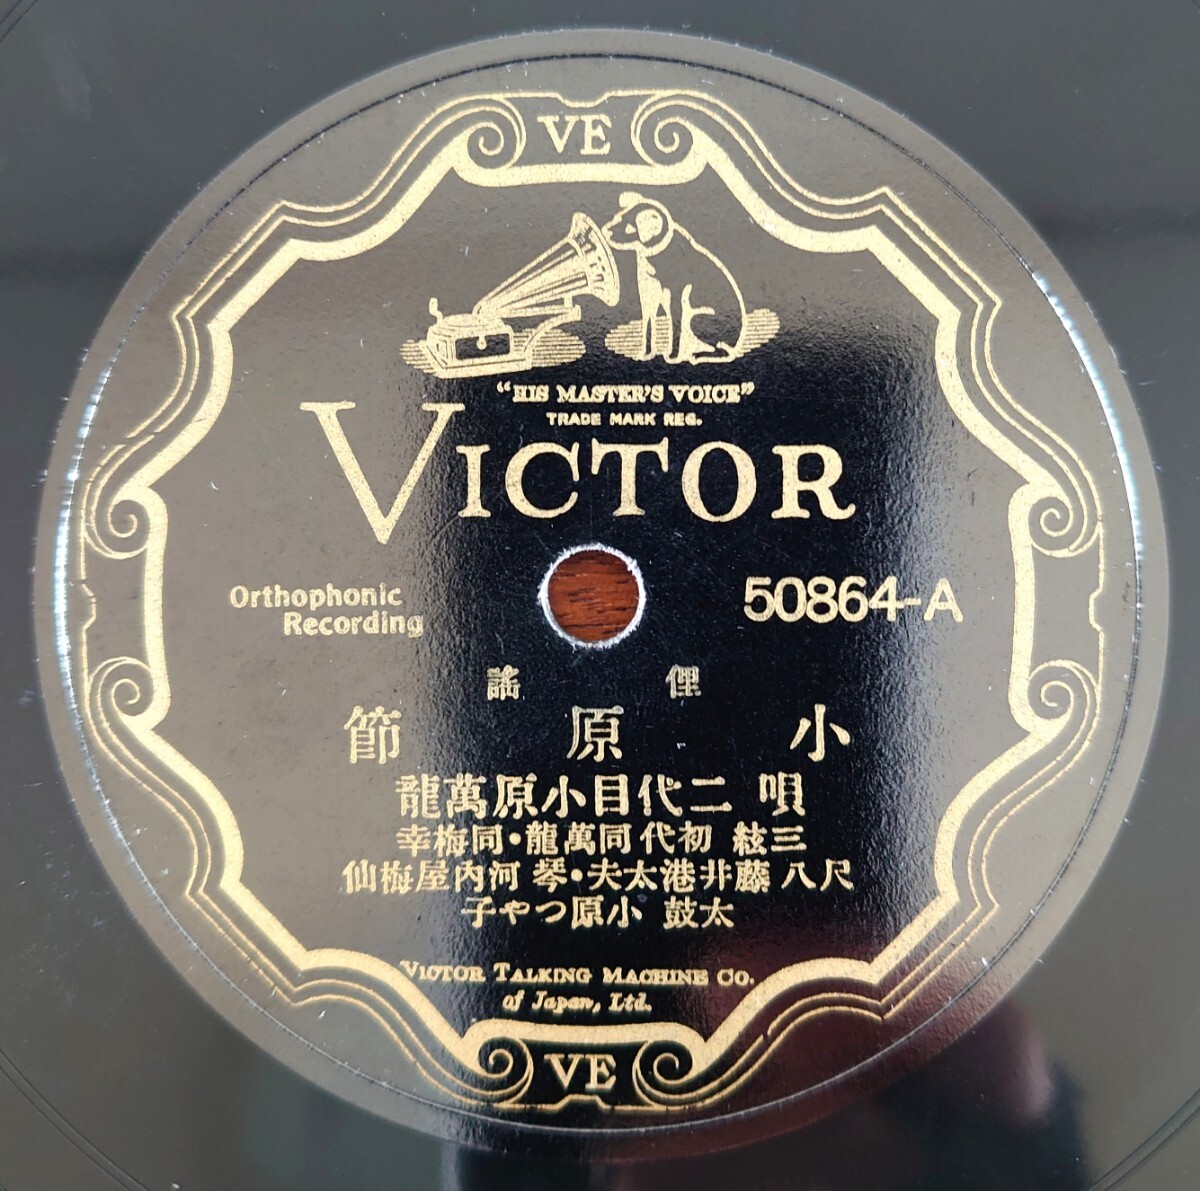 VE
"HIS MASTER'S VOICE"
TRADE MARK REG.
VICTOR
Orthophonic
Recording
50864-A
俚謠
小原節
唄 二代目小原萬龍
三絃 初代同萬龍・同梅幸
尺八 藤井港太夫・琴 河内屋梅仙
太鼓 小原つや子
VICTOR TALKING MACHINE CO.
of Japan, Ltd.
VE